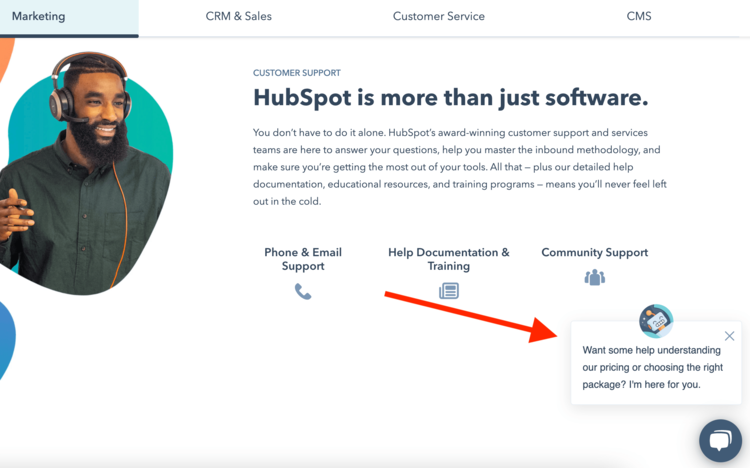 Marketing
CRM & Sales
Customer Service
CMS
CUSTOMER SUPPORT
HubSpot is more than just software.
You don’t have to do it alone. HubSpot’s award-winning customer support and services
teams are here to answer your questions, help you master the inbound methodology, and
make sure you’re getting the most out of your tools. All that — plus our detailed help
documentation, educational resources, and training programs — means you’ll never feel left
out in the cold.
Phone & Email
Support
Help Documentation &
Training
Community Support
Want some help understanding
our pricing or choosing the right
package? I’m here for you.